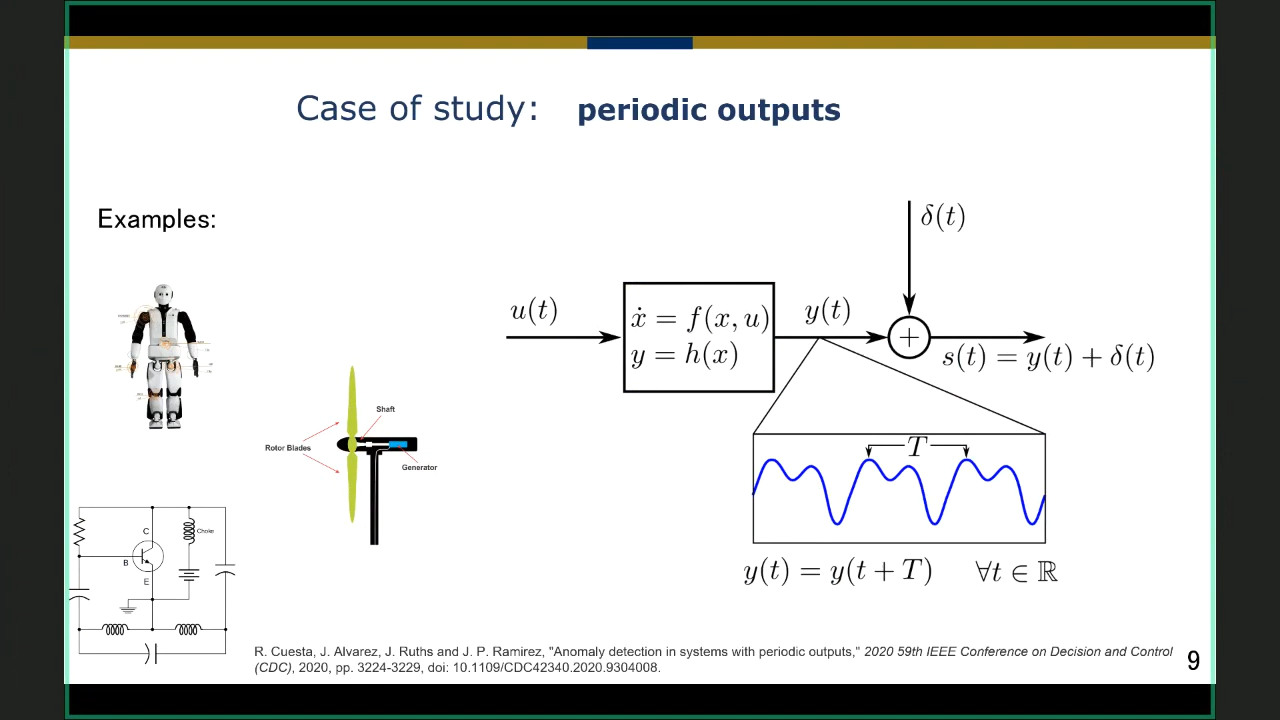 Case of study: periodic outputs
Examples:
δ(t)
u(t)
ẋ = f(x, u)
y = h(x)
y(t)
+
s(t) = y(t) + δ(t)
Shaft
Rotor Blades
Generator
T
C
Choke
B
E
y(t) = y(t + T) ∀t ∈ ℝ
R. Cuesta, J. Alvarez, J. Ruths and J. P. Ramirez, "Anomaly detection in systems with periodic outputs," 2020 59th IEEE Conference on Decision and Control
(CDC), 2020, pp. 3224-3229, doi: 10.1109/CDC42340.2020.9304008.
9